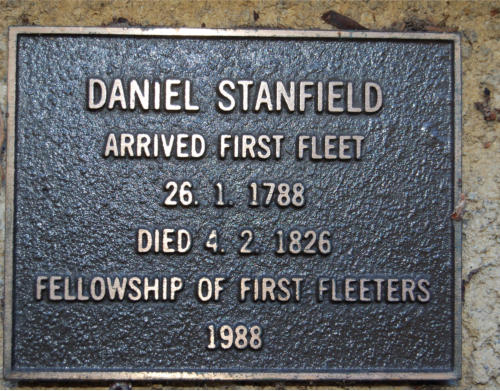 DANIEL STANFIELD
ARRIVED FIRST FLEET
26. 1. 1788
DIED 4. 2. 1826
FELLOWSHIP OF FIRST FLEETERS
1988